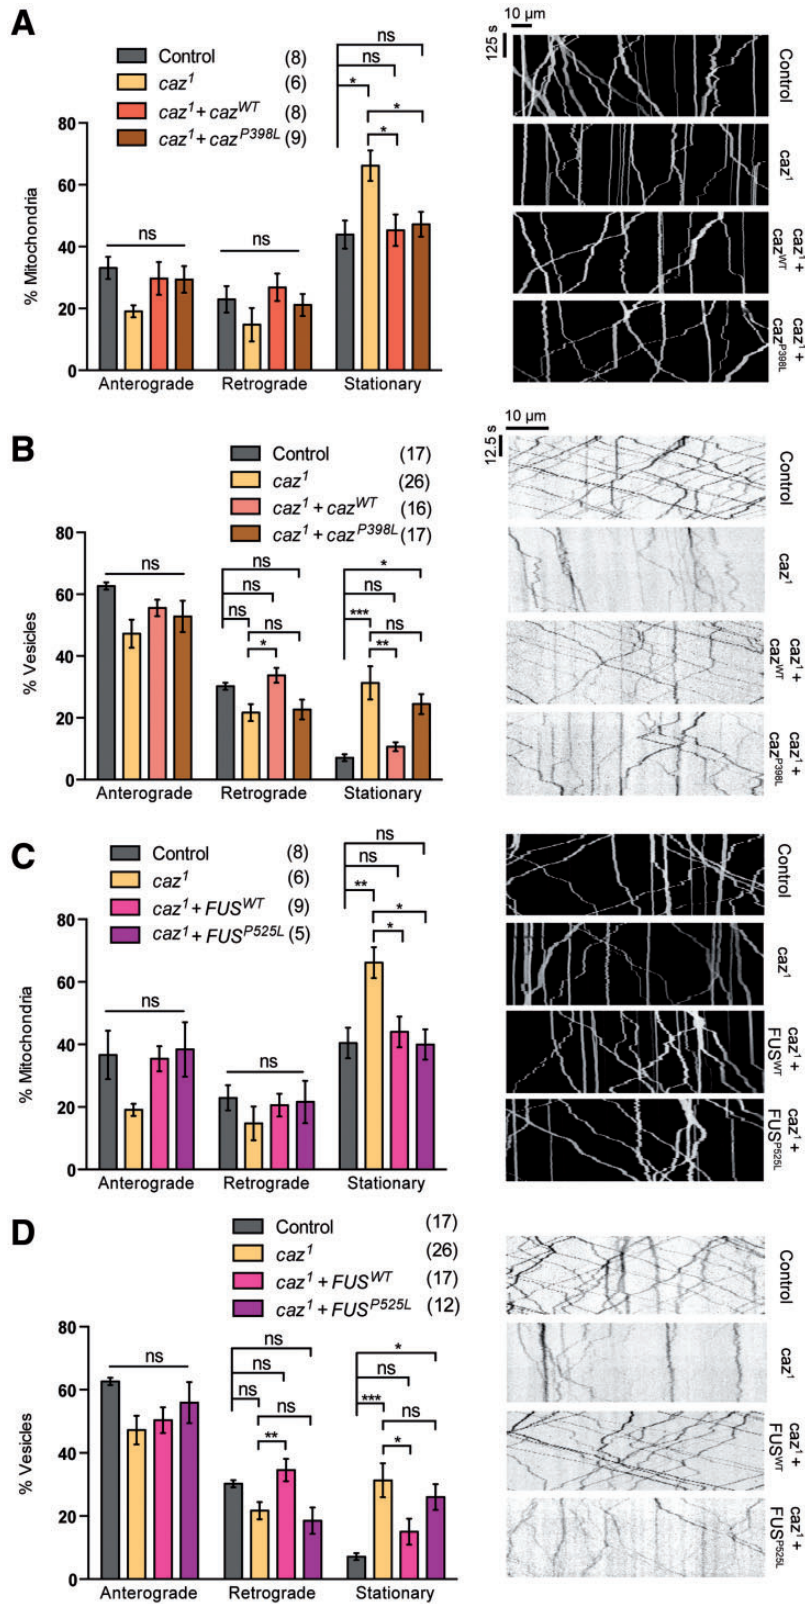 A
Control (8)
caz¹ (6)
caz¹ + cazᵂᵀ (8)
caz¹ + cazᴾ³⁹⁸ᴸ (9)
ns
ns
*
*
*
ns
ns
80
60
40
20
0
% Mitochondria
Anterograde Retrograde Stationary
10 µm
125 s
Control
caz¹
caz¹ +
cazᵂᵀ
caz¹ +
cazᴾ³⁹⁸ᴸ
B
Control (17)
caz¹ (26)
caz¹ + cazᵂᵀ (16)
caz¹ + cazᴾ³⁹⁸ᴸ (17)
ns
ns
ns
ns
ns
*
*
ns
***
ns
**
80
60
40
20
0
% Vesicles
Anterograde Retrograde Stationary
10 µm
12.5 s
Control
caz¹
caz¹ +
cazᵂᵀ
caz¹ +
cazᴾ³⁹⁸ᴸ
C
Control (8)
caz¹ (6)
caz¹ + FUSᵂᵀ (9)
caz¹ + FUSᴾ⁵²⁵ᴸ (5)
ns
ns
**
*
*
ns
ns
80
60
40
20
0
% Mitochondria
Anterograde Retrograde Stationary
Control
caz¹
caz¹ +
FUSᵂᵀ
caz¹ +
FUSᴾ⁵²⁵ᴸ
D
Control (17)
caz¹ (26)
caz¹ + FUSᵂᵀ (17)
caz¹ + FUSᴾ⁵²⁵ᴸ (12)
ns
ns
ns
ns
ns
**
*
ns
***
ns
*
80
60
40
20
0
% Vesicles
Anterograde Retrograde Stationary
Control
caz¹
caz¹ +
FUSᵂᵀ
caz¹ +
FUSᴾ⁵²⁵ᴸ